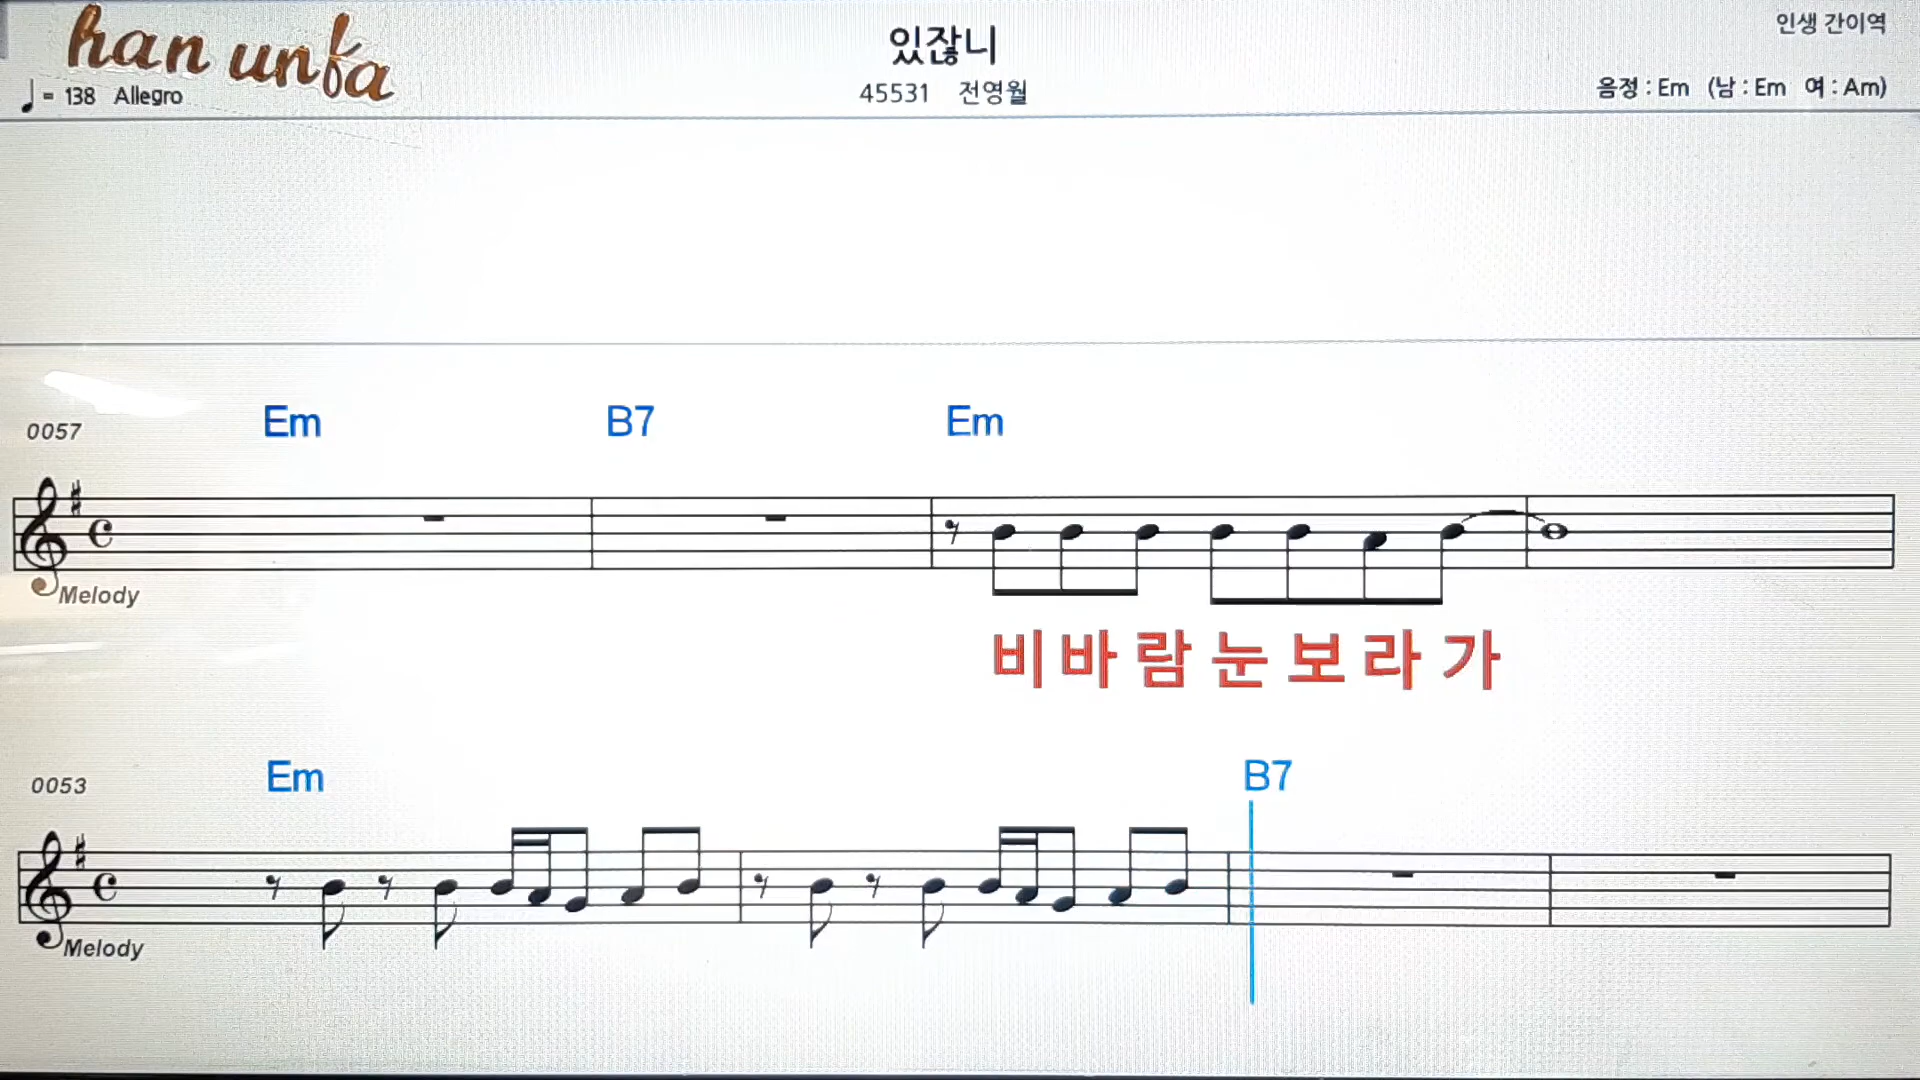 han unfa
있잖니
인생 간이역
♩ = 138 Allegro
45531 전영월
음정 : Em (남 : Em 여 : Am)
0057 Em B7 Em
Melody
비바람눈보라가
0053 Em B7
Melody